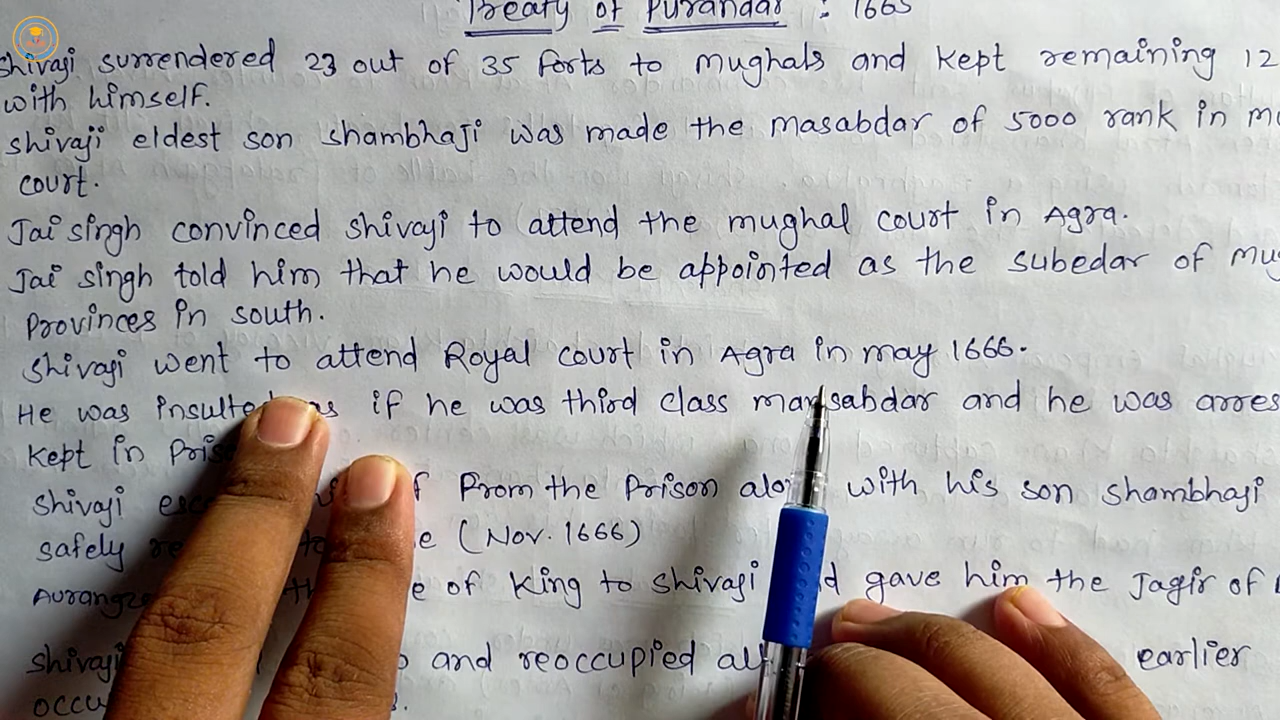 Treaty of Purandar : 1665
Shivaji surrendered 23 out of 35 forts to mughals and kept remaining 12
with himself.
shivaji eldest son shambhaji was made the masabdar of 5000 rank in
court.
Jai singh convinced shivaji to attend the mughal court in Agra.
Jai singh told him that he would be appointed as the subedar of
provinces in south.
shivaji went to attend Royal court in Agra in may 1666.
He was insulted as if he was third class mansabdar and he was
kept in
shivaji from the prison with his son shambhaji
safely (Nov. 1666)
of king to shivaji gave him the Jagir of
shivaji and reoccupied earlier